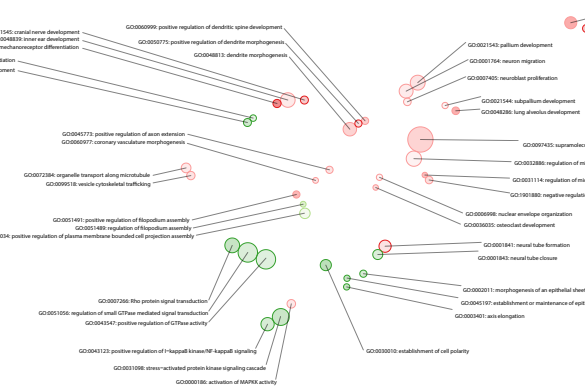 GO:0060999: positive regulation of dendritic spine development
1545: cranial nerve development
0048839: inner ear development
mechanoreceptor differentiation
GO:0050775: positive regulation of dendrite morphogenesis
GO:0048813: dendrite morphogenesis
GO:0021543: pallium development
GO:0001764: neuron migration
GO:0007405: neuroblast proliferation
GO:0021544: subpallium development
GO:0048286: lung alveolus development
GO:0045773: positive regulation of axon extension
GO:0060977: coronary vasculature morphogenesis
GO:0097435: supramolec
GO:0032886: regulation of mi
GO:0031114: regulation of mi
GO:1901880: negative regulati
GO:0072384: organelle transport along microtubule
GO:0099518: vesicle cytoskeletal trafficking
GO:0006998: nuclear envelope organization
GO:0036035: osteoclast development
GO:0051491: positive regulation of filopodium assembly
GO:0051489: regulation of filopodium assembly
034: positive regulation of plasma membrane bounded cell projection assembly
GO:0001841: neural tube formation
GO:0001843: neural tube closure
GO:0002011: morphogenesis of an epithelial sheet
GO:0045197: establishment or maintenance of epit
GO:0003401: axis elongation
GO:0007266: Rho protein signal transduction
GO:0051056: regulation of small GTPase mediated signal transduction
GO:0043547: positive regulation of GTPase activity
GO:0043123: positive regulation of I−kappaB kinase/NF-kappaB signaling
GO:0030010: establishment of cell polarity
GO:0031098: stress−activated protein kinase signaling cascade
GO:0000186: activation of MAPKK activity